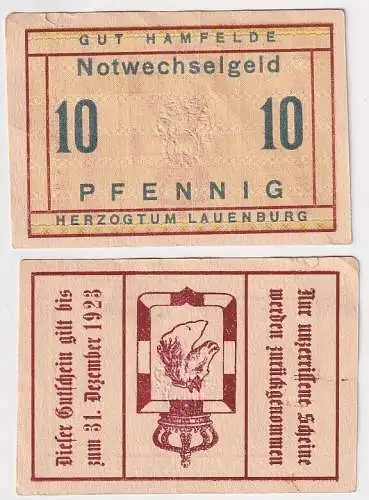 GUT HAMFELDE
Notwechselgeld
10 10
PFENNIG
HERZOGTUM LAUENBURG
Dieser Gutschein gilt bis
zum 31. Dezember 1923
Nur unzerrissene Scheine
werden zurückgenommen